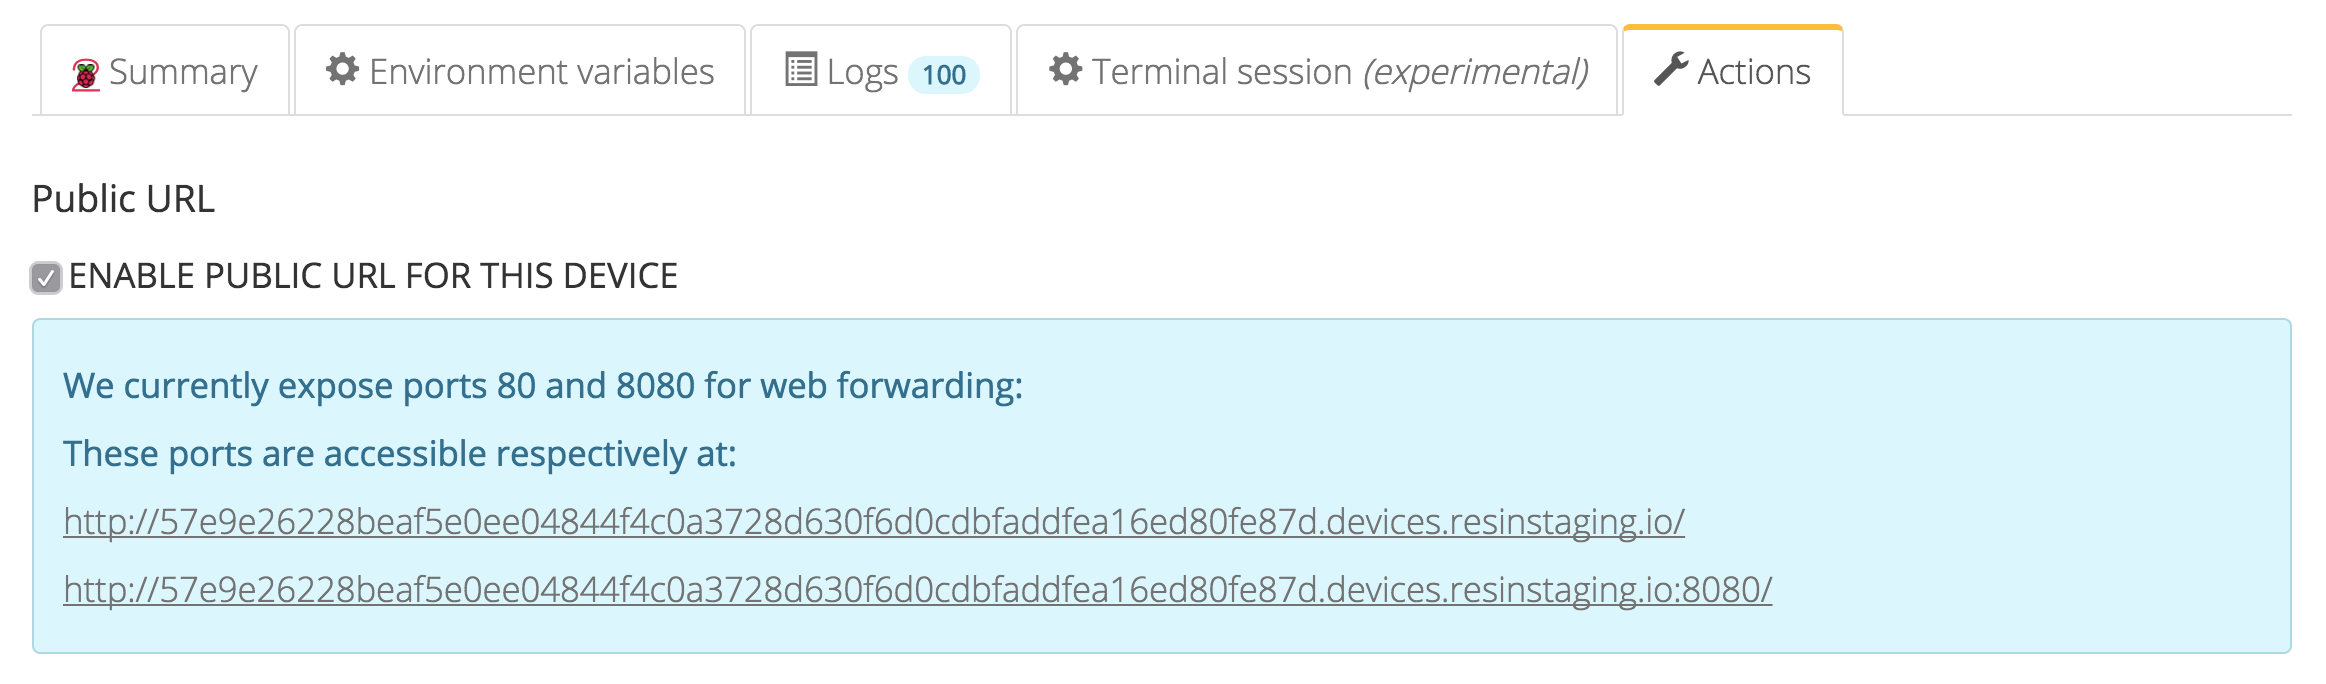 Summary Environment variables Logs 100 Terminal session (experimental) Actions
Public URL
ENABLE PUBLIC URL FOR THIS DEVICE
We currently expose ports 80 and 8080 for web forwarding:
These ports are accessible respectively at:
http://57e9e26228beaf5e0ee04844f4c0a3728d630f6d0cdbfaddfea16ed80fe87d.devices.resinstaging.io/
http://57e9e26228beaf5e0ee04844f4c0a3728d630f6d0cdbfaddfea16ed80fe87d.devices.resinstaging.io:8080/